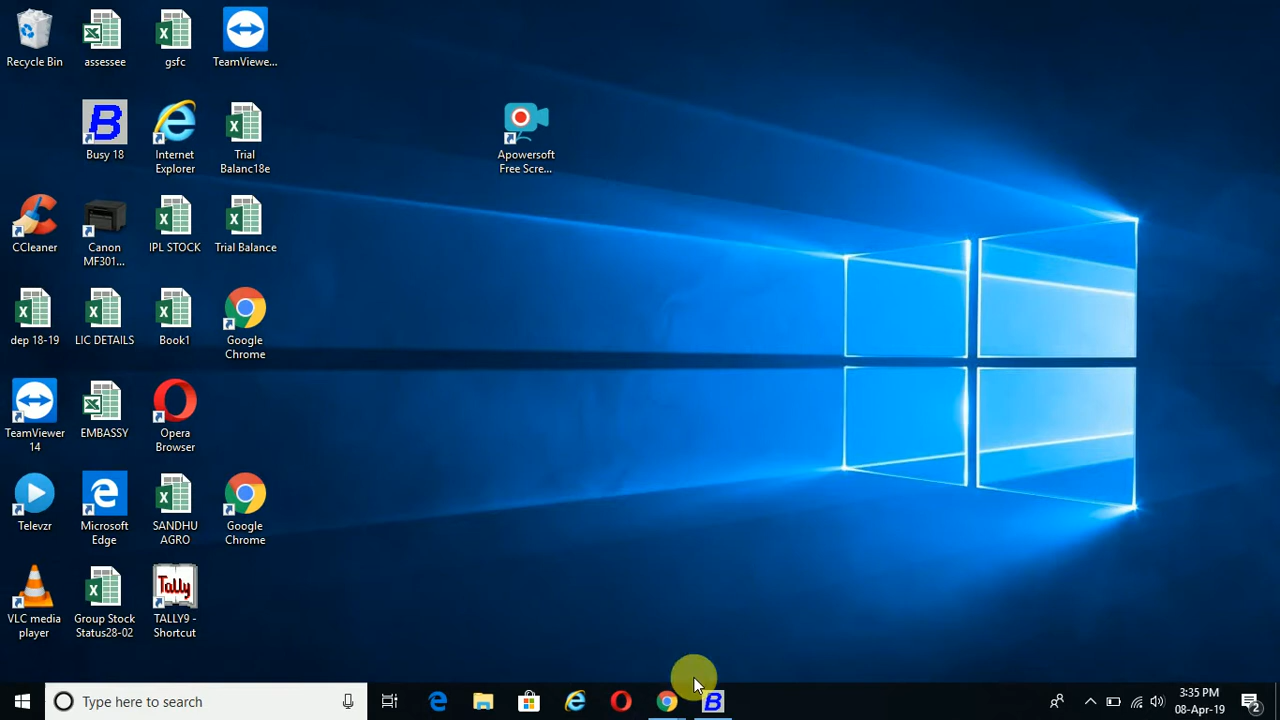 Recycle Bin
assessee
gsfc
TeamViewe...
B
Busy 18
Internet
Explorer
Trial
Balanc18e
Apowersoft
Free Scre...
CCleaner
Canon
MF301...
IPL STOCK
Trial Balance
dep 18-19
LIC DETAILS
Book1
Google
Chrome
TeamViewer
14
EMBASSY
Opera
Browser
Televzr
Microsoft
Edge
SANDHU
AGRO
Google
Chrome
VLC media
player
Group Stock
Status28-02
Tally
TALLY9 -
Shortcut
Type here to search
B
3:35 PM
08-Apr-19
2